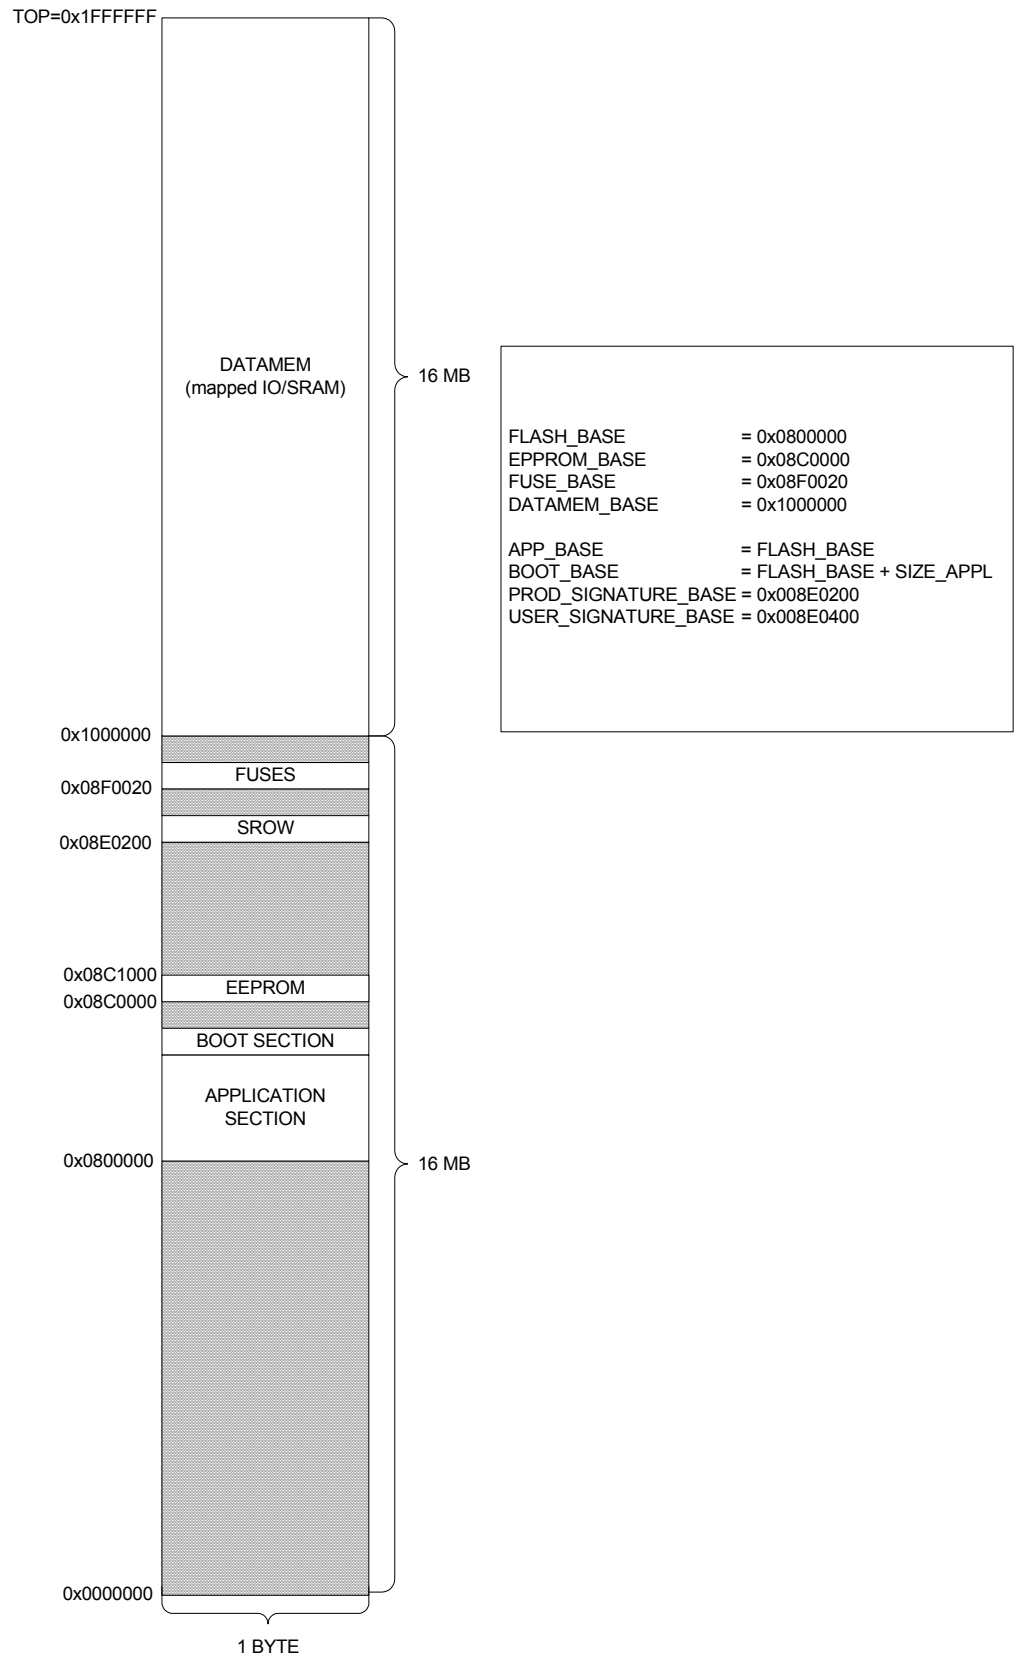 TOP=0x1FFFFFF
DATAMEM
(mapped IO/SRAM)
16 MB
FLASH_BASE = 0x0800000
EPPROM_BASE = 0x08C0000
FUSE_BASE = 0x08F0020
DATAMEM_BASE = 0x1000000
APP_BASE = FLASH_BASE
BOOT_BASE = FLASH_BASE + SIZE_APPL
PROD_SIGNATURE_BASE = 0x008E0200
USER_SIGNATURE_BASE = 0x008E0400
0x1000000
FUSES
0x08F0020
SROW
0x08E0200
0x08C1000
EEPROM
0x08C0000
BOOT SECTION
APPLICATION
SECTION
0x0800000
16 MB
0x0000000
1 BYTE